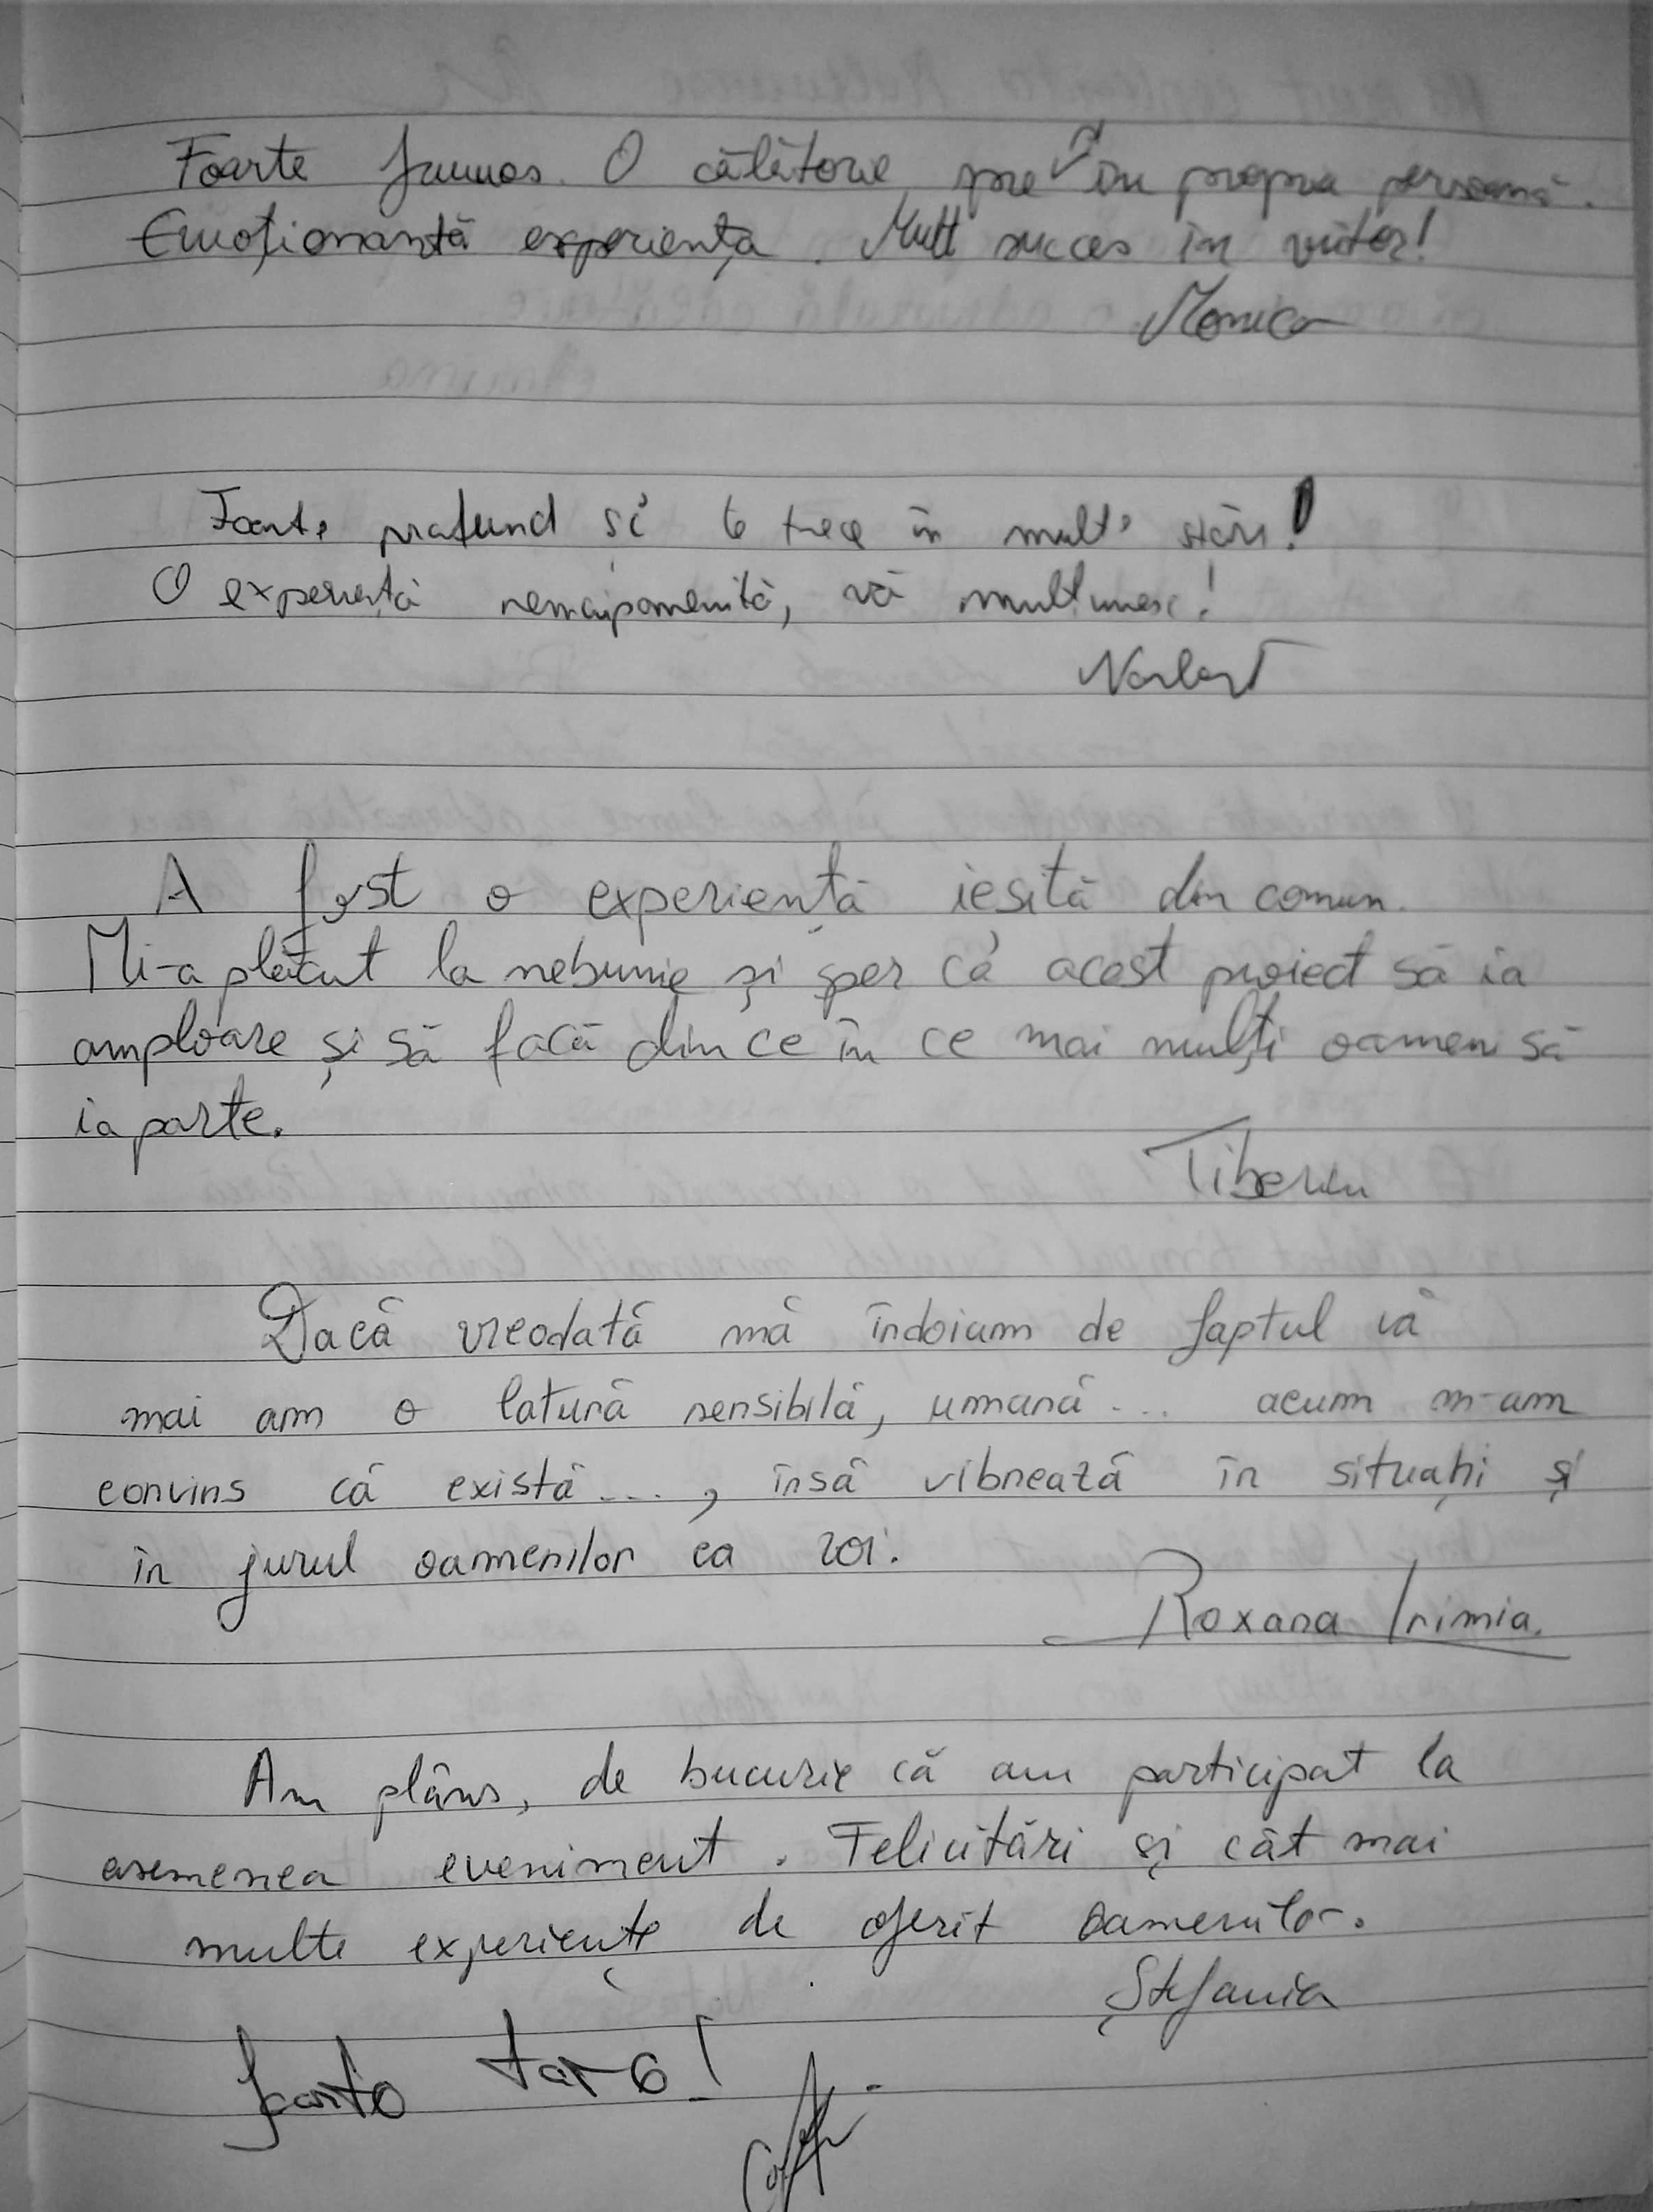 Foarte frumos. O călătorie spre și în propria persoană.
Emoționantă experiența. Mult succes în viitor!
Monica
Foarte profund și te trece în multe stări!
O experiență nemaipomenită, vă mulțumesc!
Norbert
A fost o experiență ieșită din comun.
Mi-a plăcut la nebunie și sper că acest proiect să ia
amploare și să facă din ce în ce mai mulți oameni să
ia parte.
Tiberiu
Dacă vreodată mă îndoiam de faptul că
mai am o latură sensibilă, umană... acum m-am
convins că există..., însă vibrează în situații și
în jurul oamenilor ca voi.
Roxana Irimia.
Am plâns, de bucurie că am participat la
asemenea eveniment. Felicitări și cât mai
multe experiențe de oferit oamenilor.
Ștefania
foarte tare!